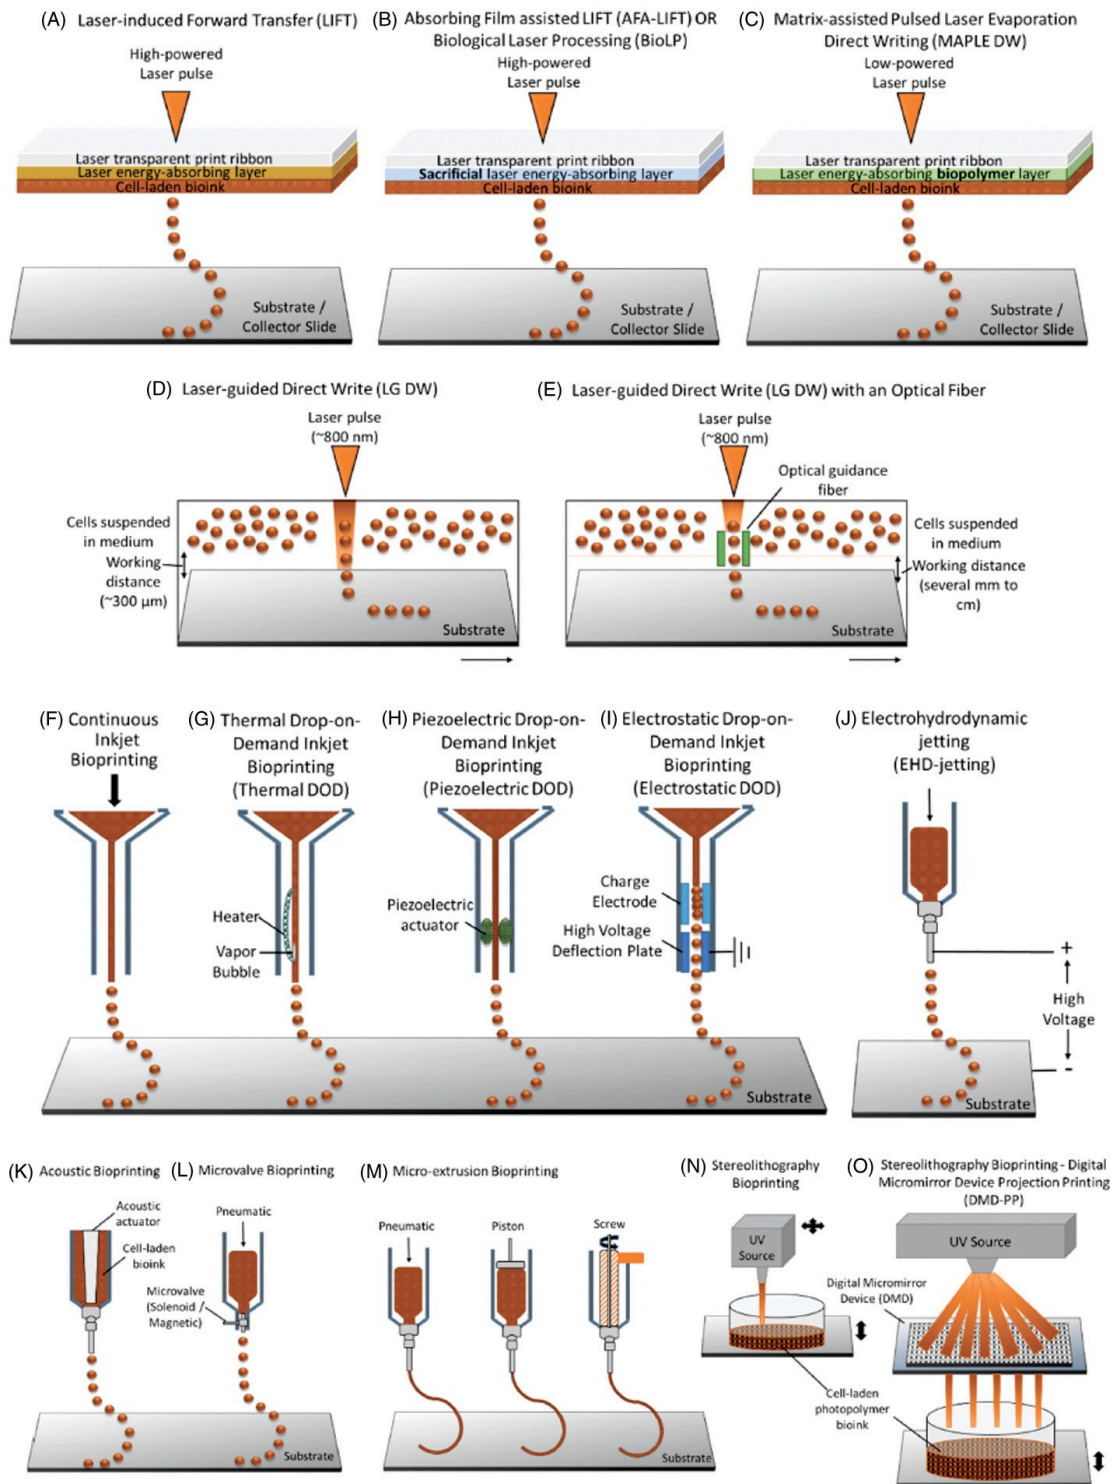 (A) Laser-induced Forward Transfer (LIFT)
High-powered
Laser pulse
Laser transparent print ribbon
Laser energy-absorbing layer
Cell-laden bioink
Substrate /
Collector Slide
(B) Absorbing Film assisted LIFT (AFA-LIFT) OR
Biological Laser Processing (BioLP)
High-powered
Laser pulse
Laser transparent print ribbon
Sacrificial laser energy-absorbing layer
Cell-laden bioink
Substrate /
Collector Slide
(C) Matrix-assisted Pulsed Laser Evaporation
Direct Writing (MAPLE DW)
Low-powered
Laser pulse
Laser transparent print ribbon
Laser energy-absorbing biopolymer layer
Cell-laden bioink
Substrate /
Collector Slide
(D) Laser-guided Direct Write (LG DW)
Laser pulse
(~800 nm)
Cells suspended
in medium
Working
distance
(~300 μm)
Substrate
(E) Laser-guided Direct Write (LG DW) with an Optical Fiber
Laser pulse
(~800 nm)
Optical guidance
fiber
Cells suspended
in medium
Working distance
(several mm to
cm)
Substrate
(F) Continuous
Inkjet
Bioprinting
(G) Thermal Drop-on-
Demand Inkjet
Bioprinting
(Thermal DOD)
Heater
Vapor
Bubble
(H) Piezoelectric Drop-on-
Demand Inkjet
Bioprinting
(Piezoelectric DOD)
Piezoelectric
actuator
(I) Electrostatic Drop-on-
Demand Inkjet
Bioprinting
(Electrostatic DOD)
Charge
Electrode
High Voltage
Deflection Plate
Substrate
(J) Electrohydrodynamic
jetting
(EHD-jetting)
+
High
Voltage
-
Substrate
(K) Acoustic Bioprinting
Acoustic
actuator
Cell-laden
bioink
(L) Microvalve Bioprinting
Pneumatic
Microvalve
(Solenoid /
Magnetic)
Substrate
(M) Micro-extrusion Bioprinting
Pneumatic
Piston
Screw
Substrate
(N) Stereolithography
Bioprinting
UV
Source
(O) Stereolithography Bioprinting - Digital
Micromirror Device Projection Printing
(DMD-PP)
UV Source
Digital Micromirror
Device (DMD)
Cell-laden
photopolymer
bioink